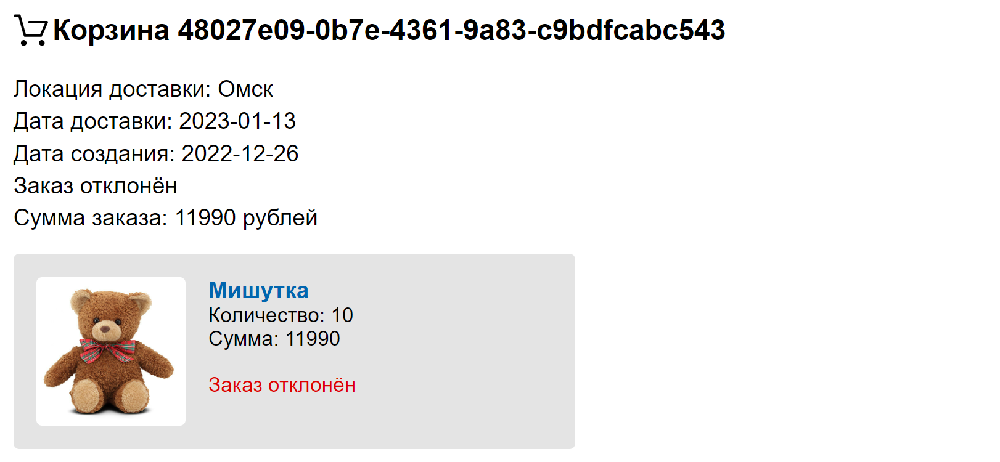 Корзина 48027e09-0b7e-4361-9a83-c9bdfcabc543
Локация доставки: Омск
Дата доставки: 2023-01-13
Дата создания: 2022-12-26
Заказ отклонён
Сумма заказа: 11990 рублей
Мишутка
Количество: 10
Сумма: 11990
Заказ отклонён